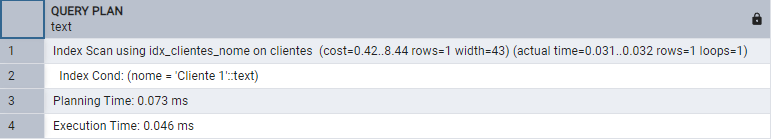 QUERY PLAN
text
1 Index Scan using idx_clientes_nome on clientes (cost=0.42..8.44 rows=1 width=43) (actual time=0.031..0.032 rows=1 loops=1)
2 Index Cond: (nome = 'Cliente 1'::text)
3 Planning Time: 0.073 ms
4 Execution Time: 0.046 ms